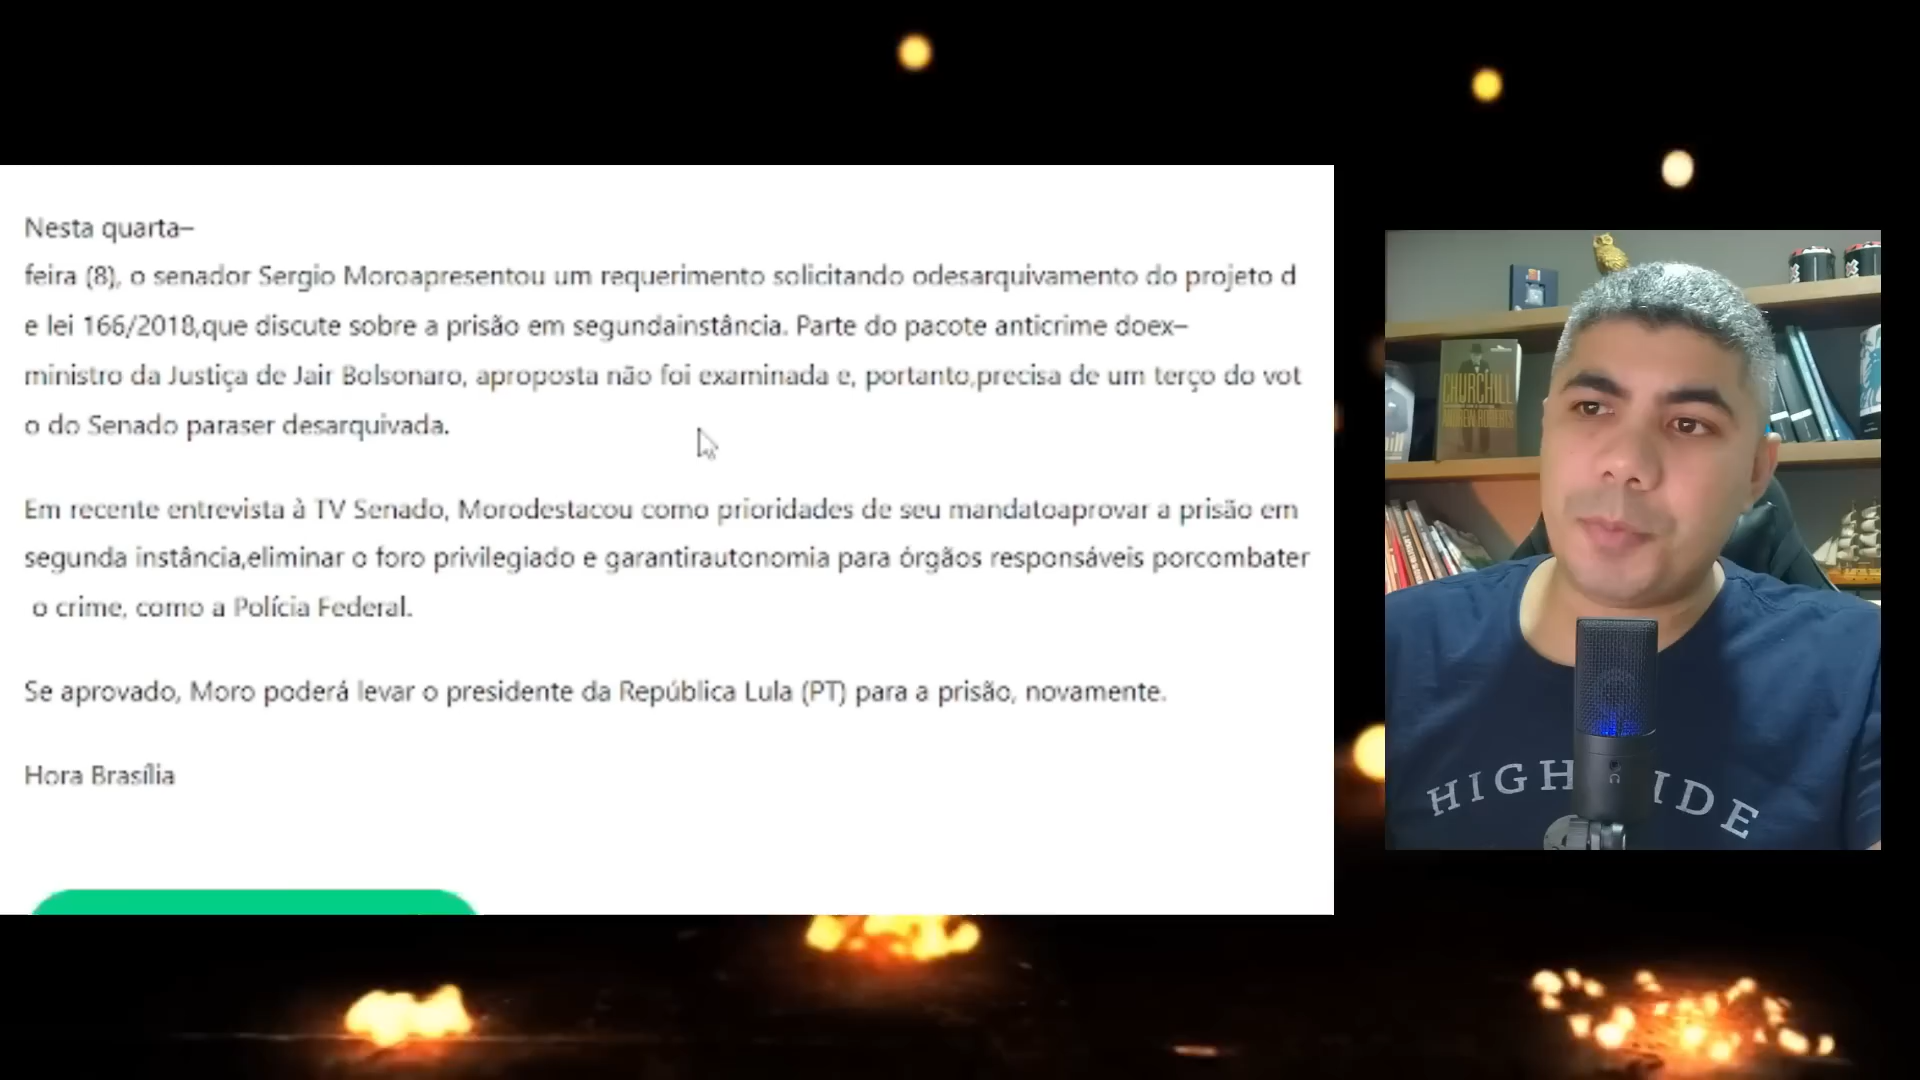 Nesta quarta–
feira (8), o senador Sergio Moroapresentou um requerimento solicitando odesarquivamento do projeto d
e lei 166/2018,que discute sobre a prisão em segundainstância. Parte do pacote anticrime doex–
ministro da Justiça de Jair Bolsonaro, aproposta não foi examinada e, portanto,precisa de um terço do vot
o do Senado paraser desarquivada.
Em recente entrevista à TV Senado, Morodestacou como prioridades de seu mandatoaprovar a prisão em
segunda instância,eliminar o foro privilegiado e garantirautonomia para órgãos responsáveis porcombater
o crime, como a Polícia Federal.
Se aprovado, Moro poderá levar o presidente da República Lula (PT) para a prisão, novamente.
Hora Brasília
CHURCHILL
ANDREW ROBERTS
HIGH IDE